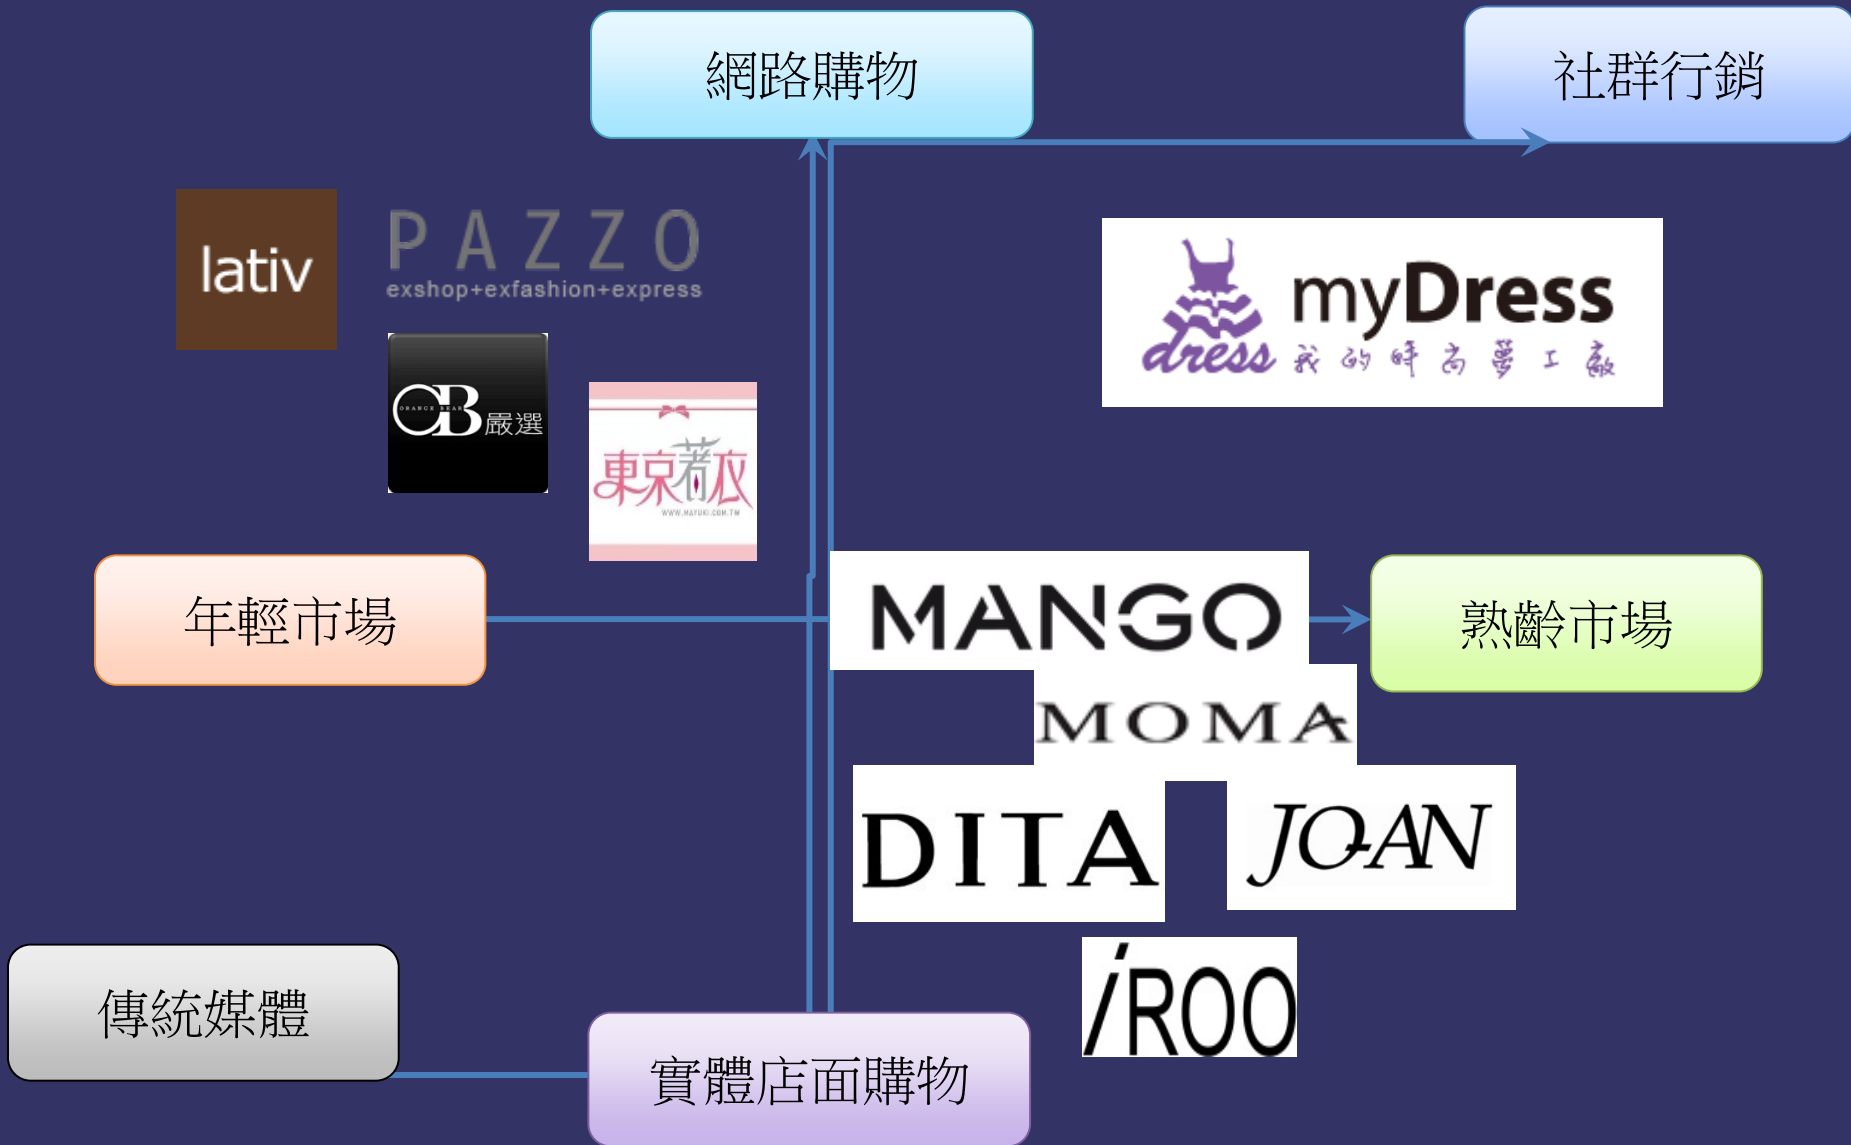 網路購物
社群行銷
lativ
PAZZO
exshop+exfashion+express
myDress
dress
我的時尚夢工廠
ORANGE BEAR
OB嚴選
東京著衣
WWW.MAYUKI.COM.TW
年輕市場
MANGO
熟齡市場
MOMA
DITA
JOAN
iROO
傳統媒體
實體店面購物